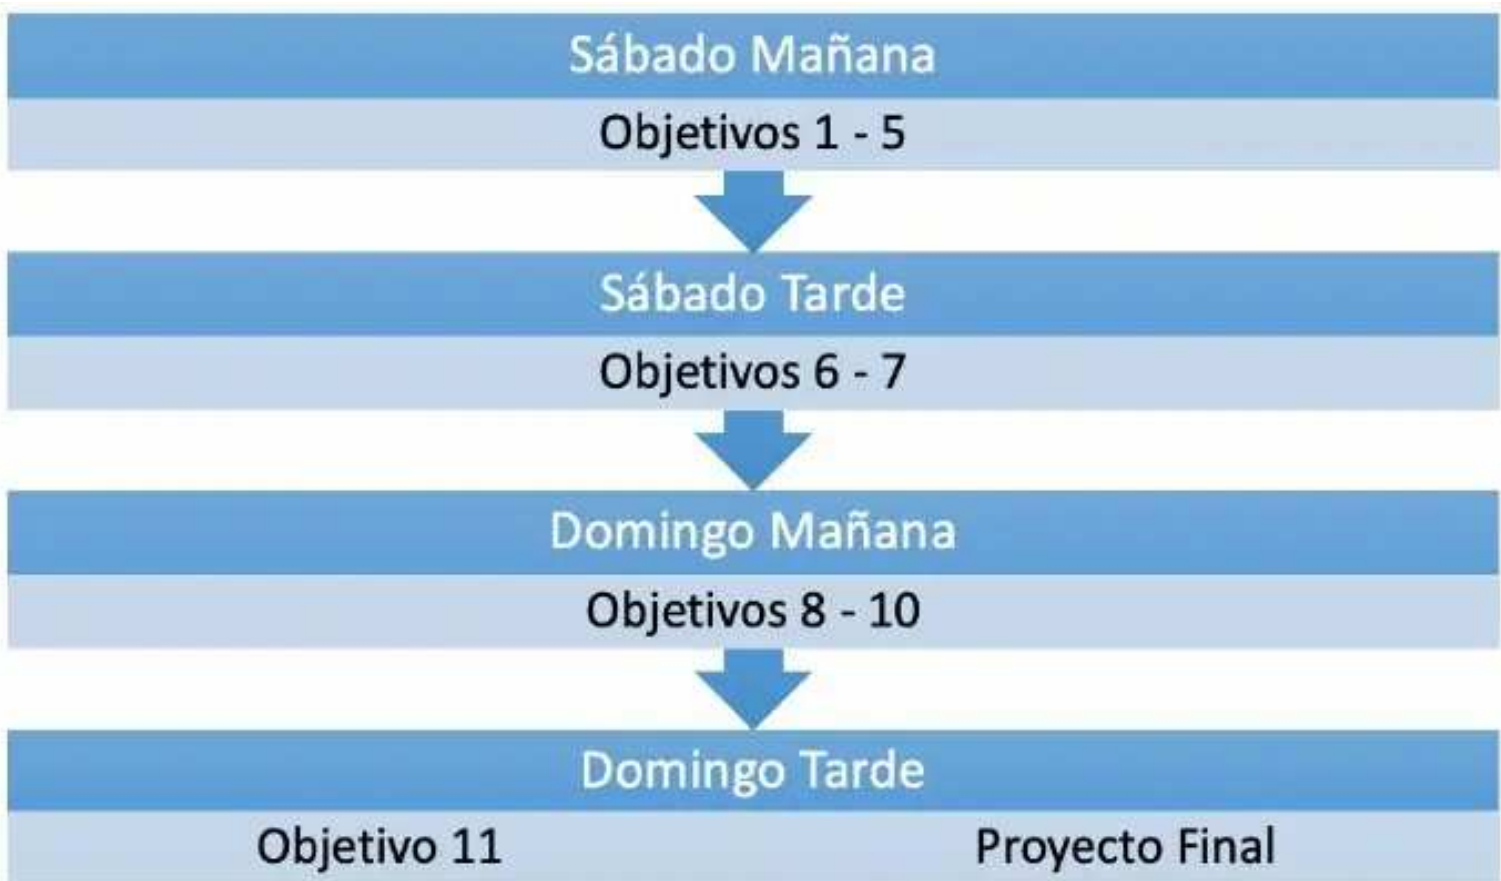 Sábado Mañana
Objetivos 1 - 5
Sábado Tarde
Objetivos 6 - 7
Domingo Mañana
Objetivos 8 - 10
Domingo Tarde
Objetivo 11
Proyecto Final